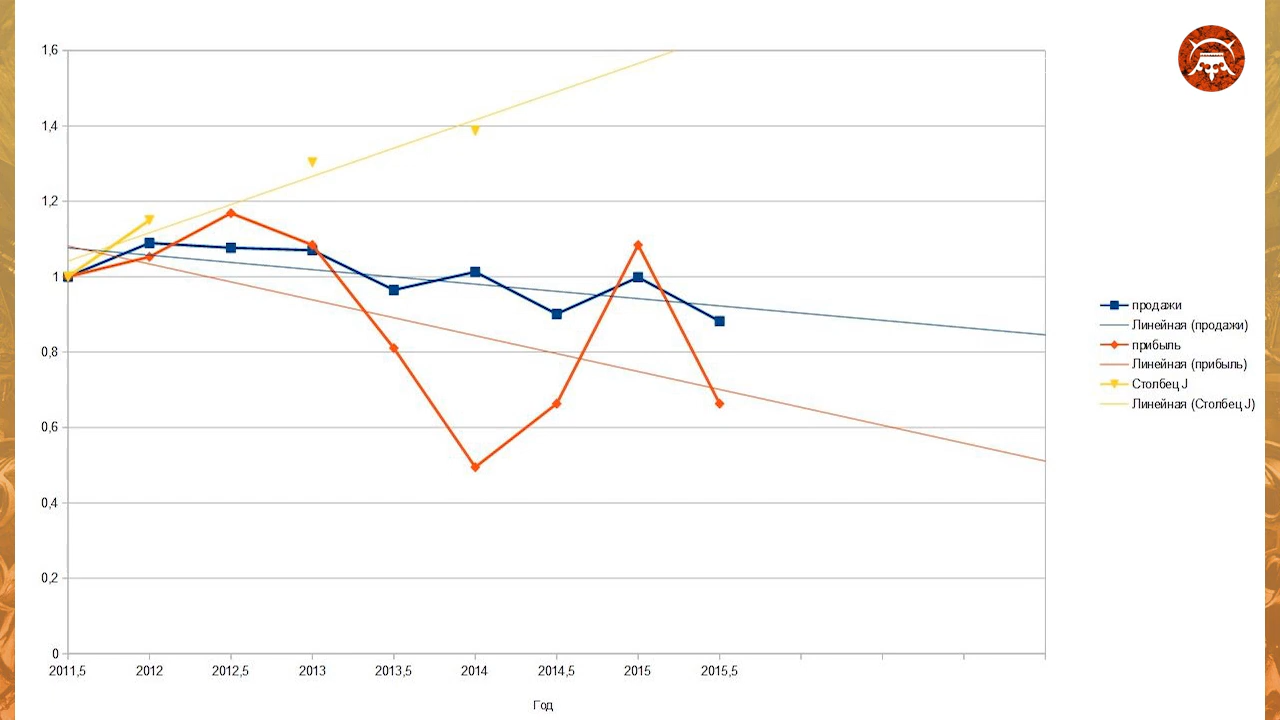 1,6
1,4
1,2
1
0,8
0,6
0,4
0,2
0
2011,5 2012 2012,5 2013 2013,5 2014 2014,5 2015 2015,5
Год
продажи
Линейная (продажи)
прибыль
Линейная (прибыль)
Столбец J
Линейная (Столбец J)